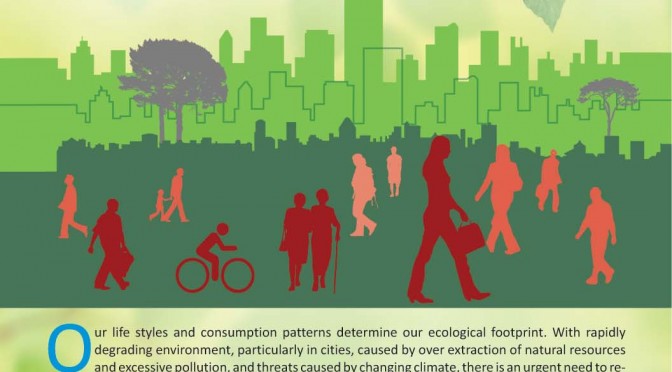 Our life styles and consumption patterns determine our ecological footprint. With rapidly
degrading environment, particularly in cities, caused by over extraction of natural resources
and excessive pollution, and threats caused by changing climate, there is an urgent need to re-